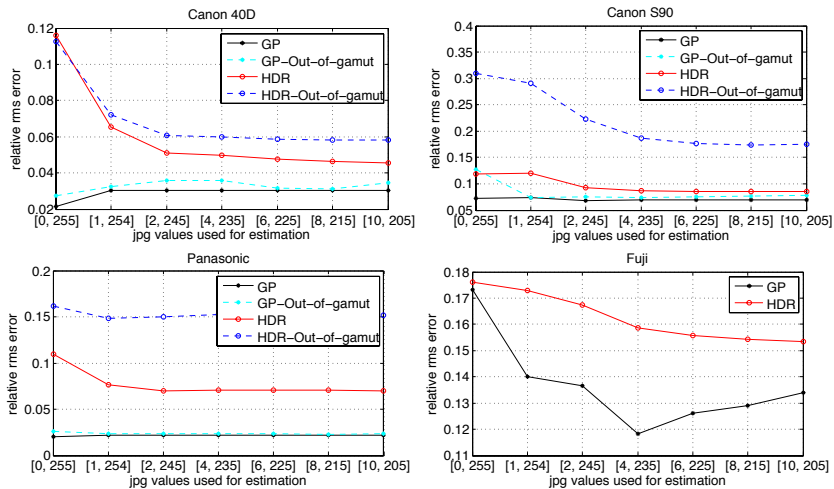 Canon 40D
relative rms error
0.12
0.1
0.08
0.06
0.04
0.02
GP
GP−Out−of−gamut
HDR
HDR−Out−of−gamut
[0, 255] [1, 254] [2, 245] [4, 235] [6, 225] [8, 215] [10, 205]
jpg values used for estimation
Canon S90
relative rms error
0.4
0.35
0.3
0.25
0.2
0.15
0.1
0.05
GP
GP−Out−of−gamut
HDR
HDR−Out−of−gamut
[0, 255] [1, 254] [2, 245] [4, 235] [6, 225] [8, 215] [10, 205]
jpg values used for estimation
Panasonic
relative rms error
0.2
0.15
0.1
0.05
0
GP
GP−Out−of−gamut
HDR
HDR−Out−of−gamut
[0, 255] [1, 254] [2, 245] [4, 235] [6, 225] [8, 215] [10, 205]
jpg values used for estimation
Fuji
relative rms error
0.18
0.17
0.16
0.15
0.14
0.13
0.12
0.11
GP
HDR
[0, 255] [1, 254] [2, 245] [4, 235] [6, 225] [8, 215] [10, 205]
jpg values used for estimation